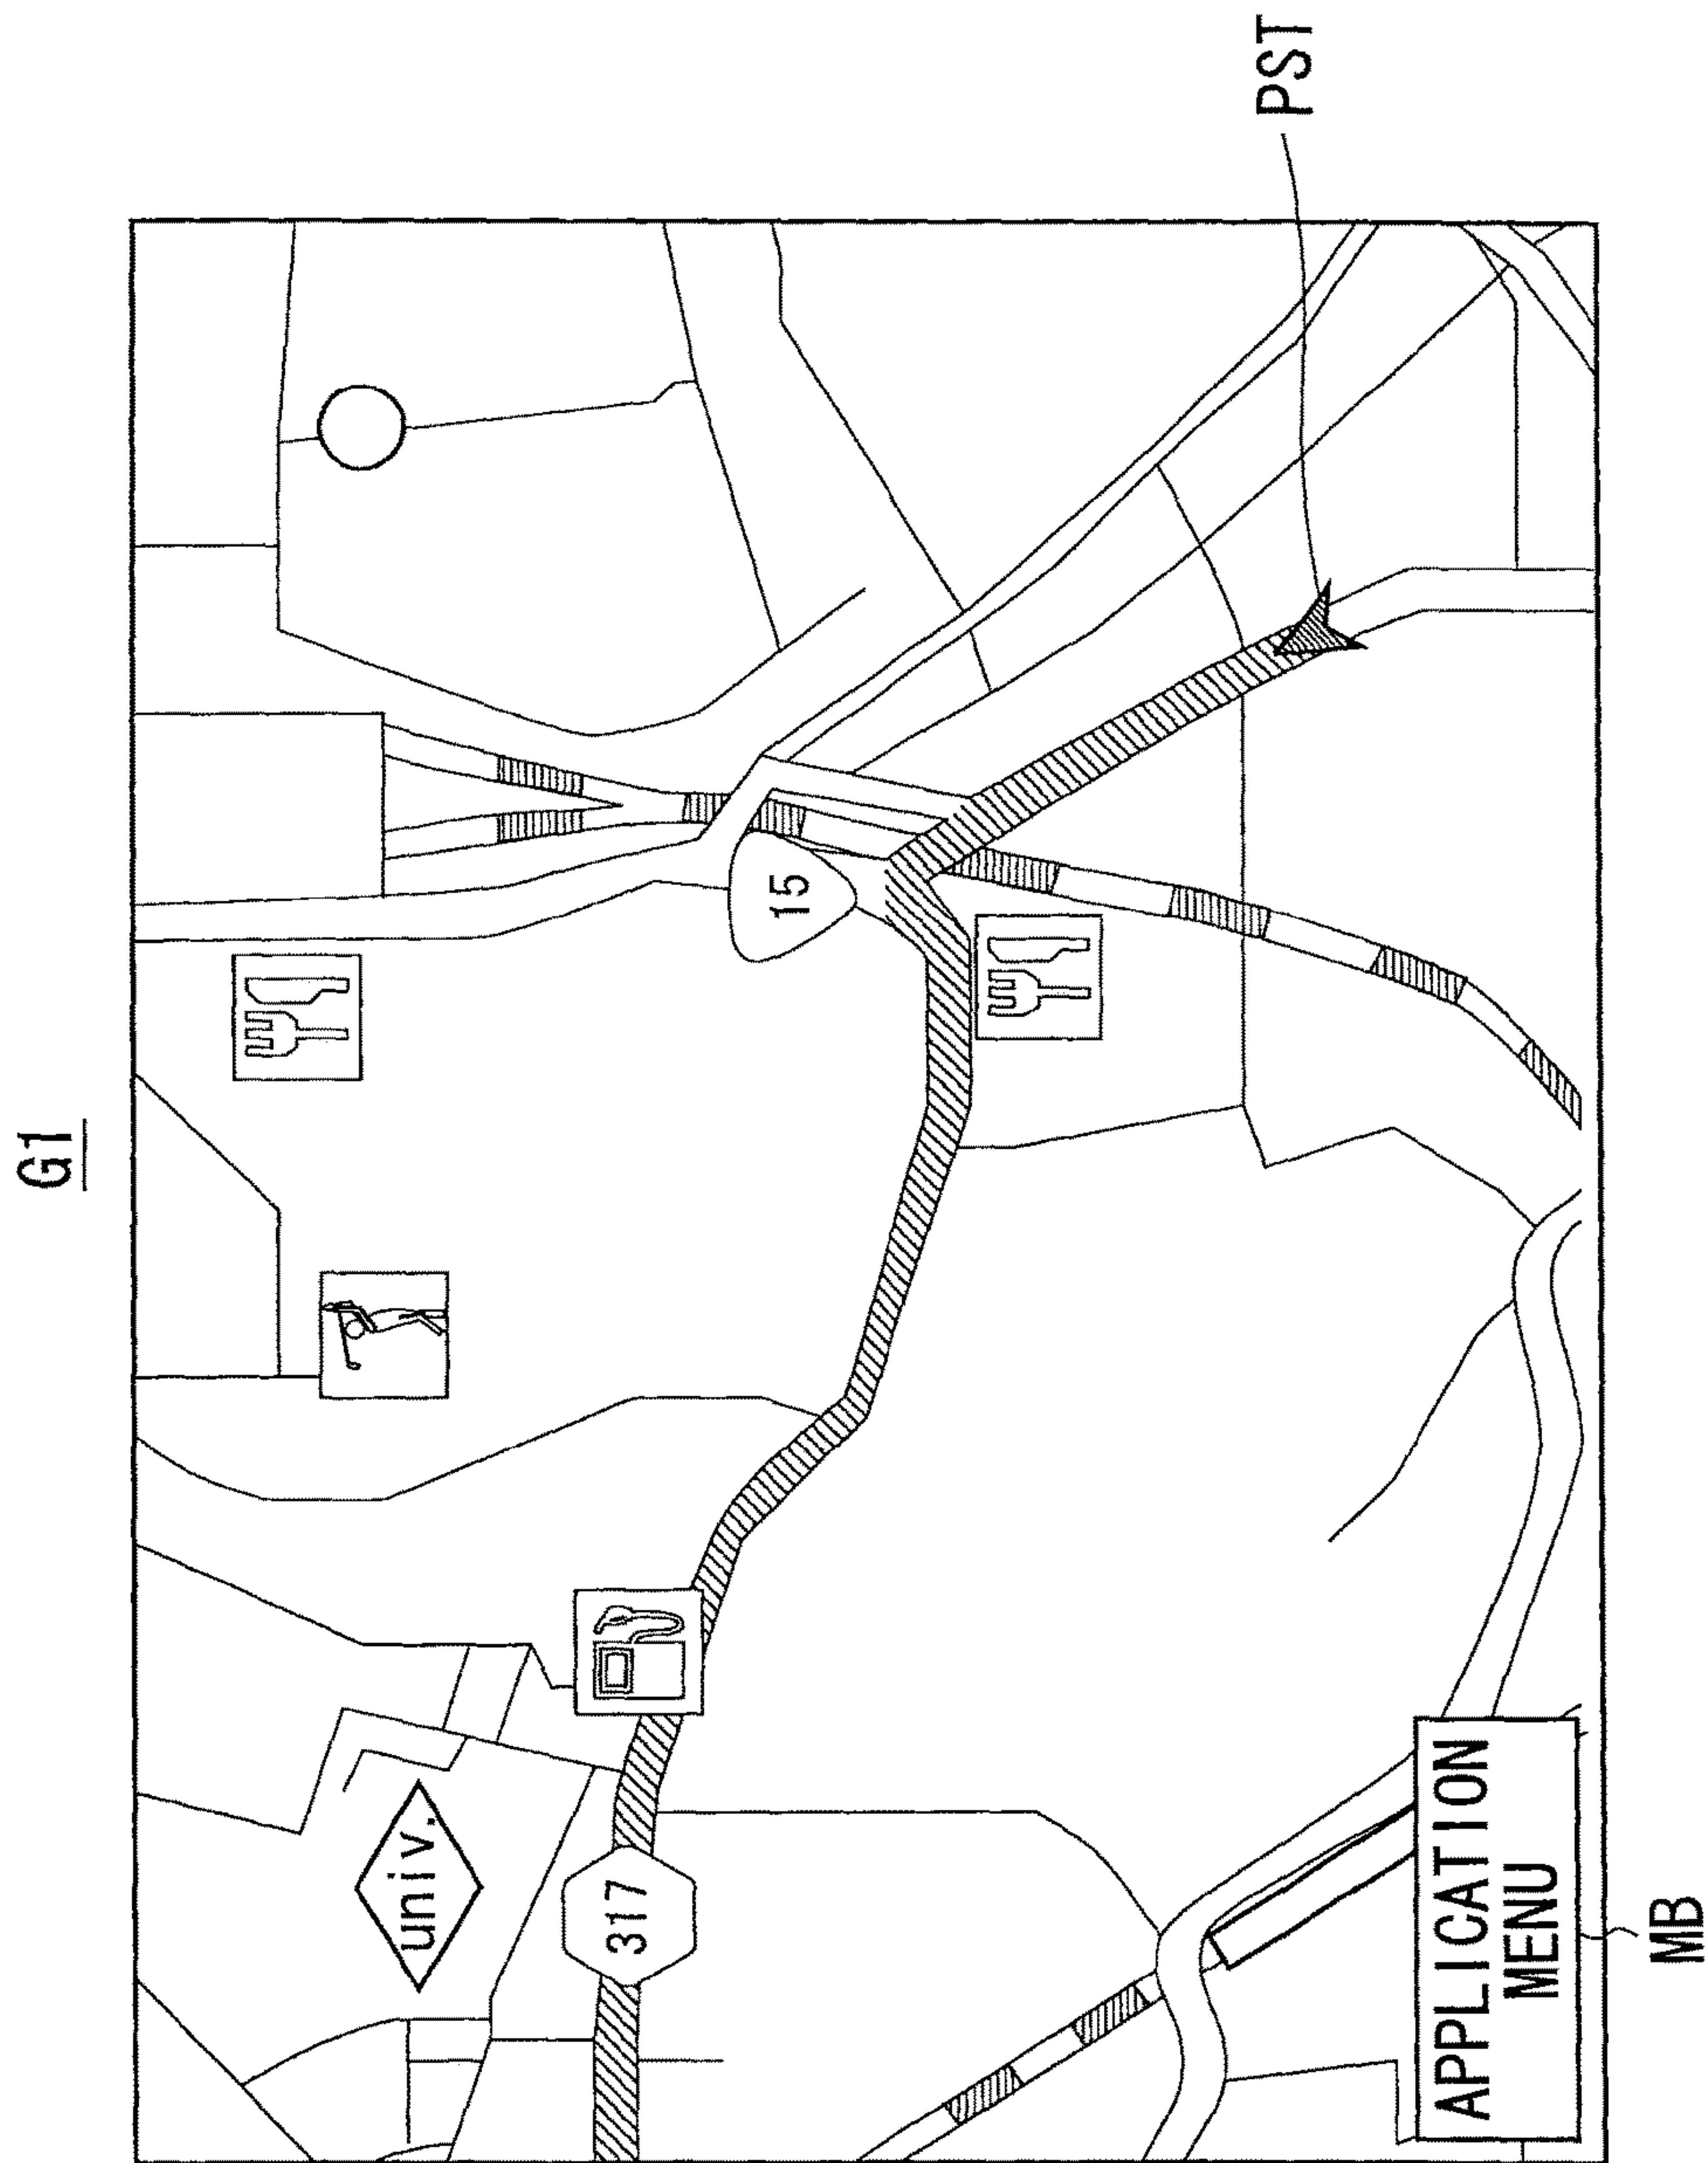 G1
univ.
317
15
PST
APPLICATION
MENU
MB